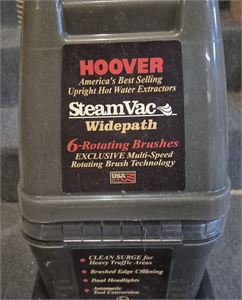 HOOVER
America's Best Selling
Upright Hot Water Extractors
SteamVac
Widepath
6-Rotating Brushes
EXCLUSIVE Multi-Speed
Rotating Brush Technology
USA
CLEAN SURGE for
Heavy Traffic Areas
Brushed Edge Cleaning
Dual Headlights
Automatic
Tool Conversion